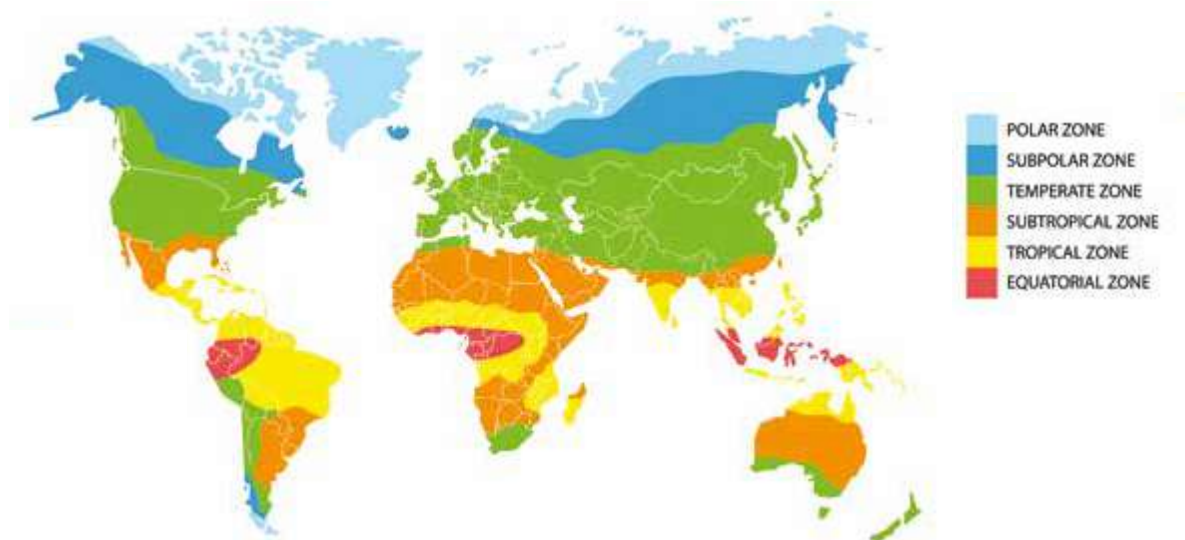 POLAR ZONE
SUBPOLAR ZONE
TEMPERATE ZONE
SUBTROPICAL ZONE
TROPICAL ZONE
EQUATORIAL ZONE